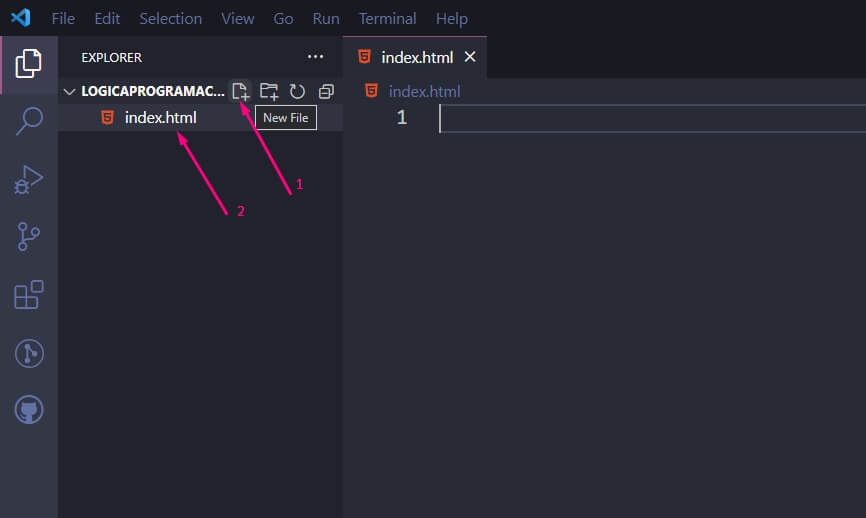 File Edit Selection View Go Run Terminal Help
EXPLORER ...
index.html
LOGICAPROGRAMAC...
index.html
index.html
New File
1
1
2